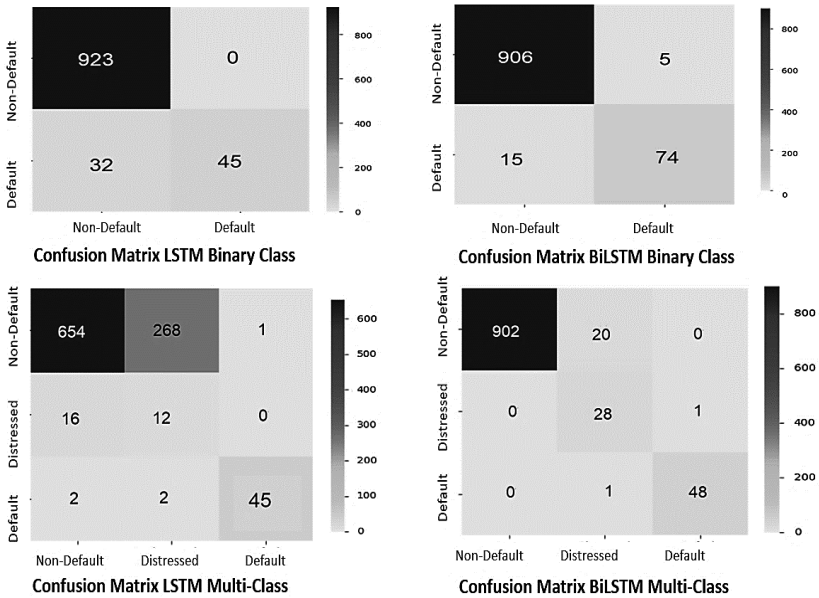 Non-Default
923
0
800
600
400
Default
32
45
200
0
Non-Default Default
Confusion Matrix LSTM Binary Class
Non-Default
906
5
800
600
400
Default
15
74
200
0
Non-Default Default
Confusion Matrix BiLSTM Binary Class
Non-Default
654
268
1
600
500
400
Distressed
16
12
0
300
200
Default
2
2
45
100
0
Non-Default Distressed Default
Confusion Matrix LSTM Multi-Class
Non-Default
902
20
0
800
600
Distressed
0
28
1
400
Default
0
1
48
200
0
Non-Default Distressed Default
Confusion Matrix BiLSTM Multi-Class